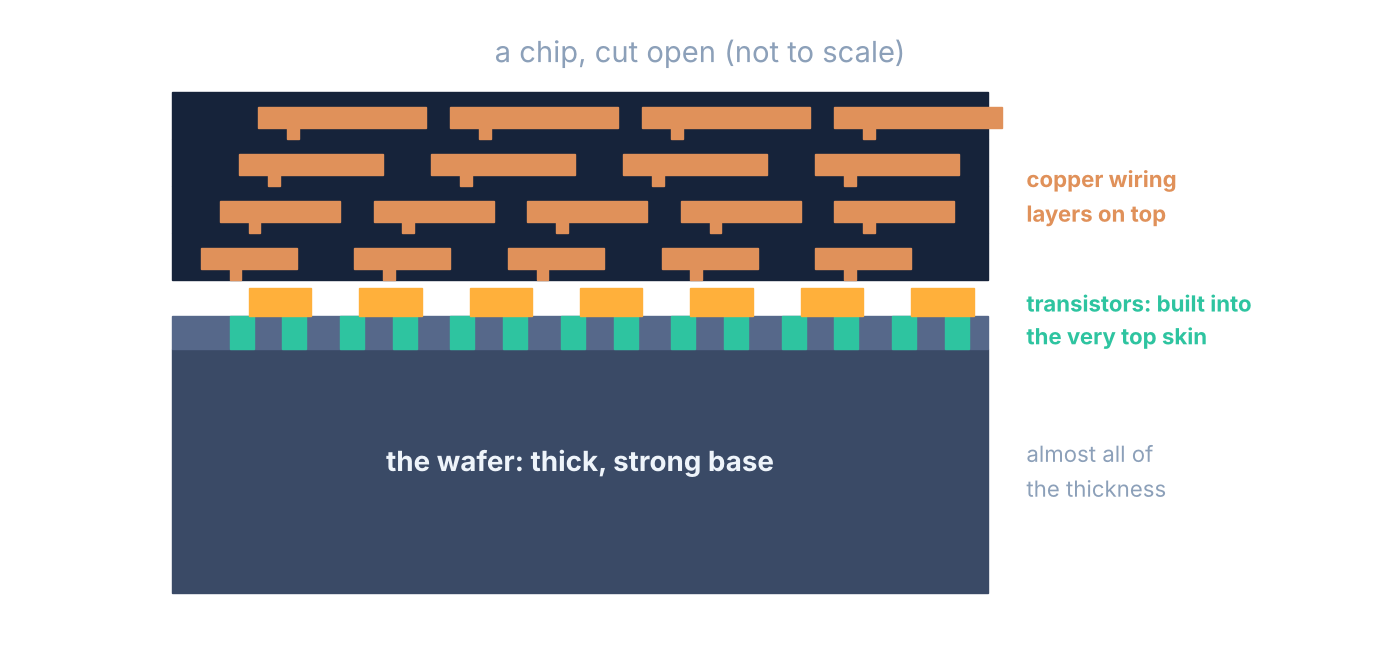 a chip, cut open (not to scale)
copper wiring
layers on top
transistors: built into
the very top skin
the wafer: thick, strong base
almost all of
the thickness